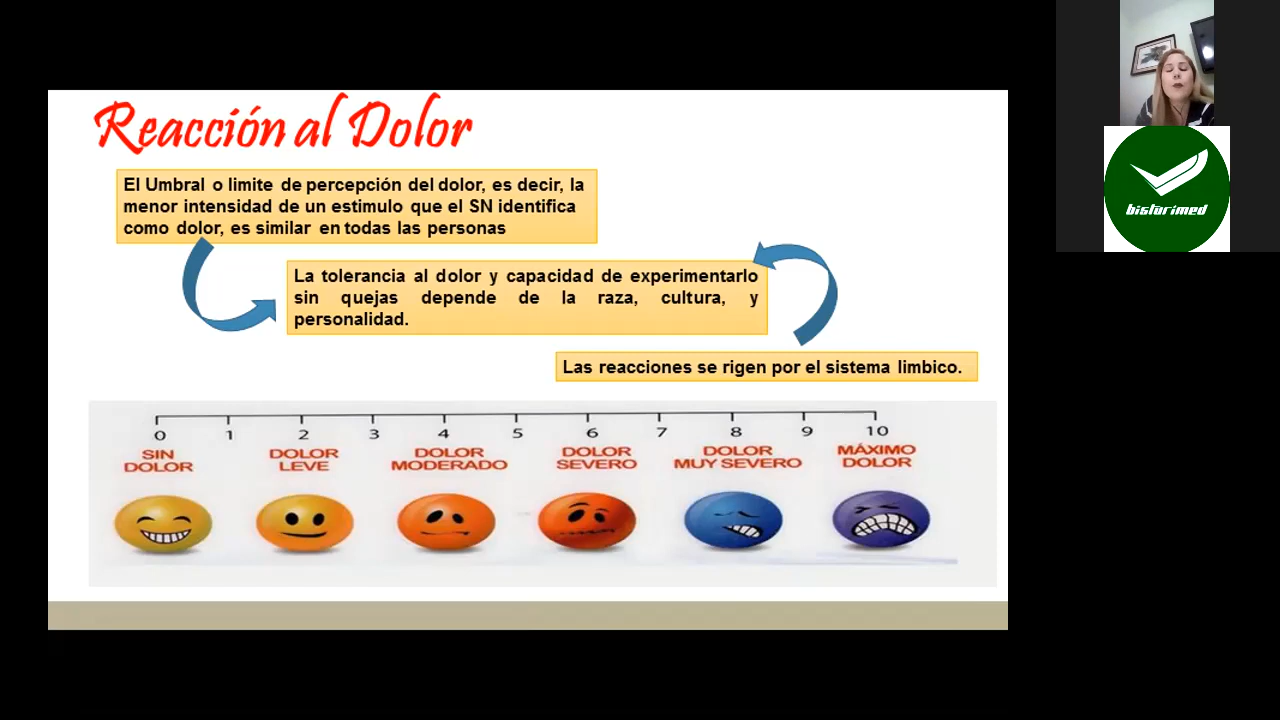 Reacción al Dolor
El Umbral o limite de percepción del dolor, es decir, la
menor intensidad de un estimulo que el SN identifica
como dolor, es similar en todas las personas
La tolerancia al dolor y capacidad de experimentarlo
sin quejas depende de la raza, cultura, y
personalidad.
Las reacciones se rigen por el sistema limbico.
0 1 2 3 4 5 6 7 8 9 10
SIN
DOLOR
DOLOR
LEVE
DOLOR
MODERADO
DOLOR
SEVERO
DOLOR
MUY SEVERO
MÁXIMO
DOLOR
bisturimed